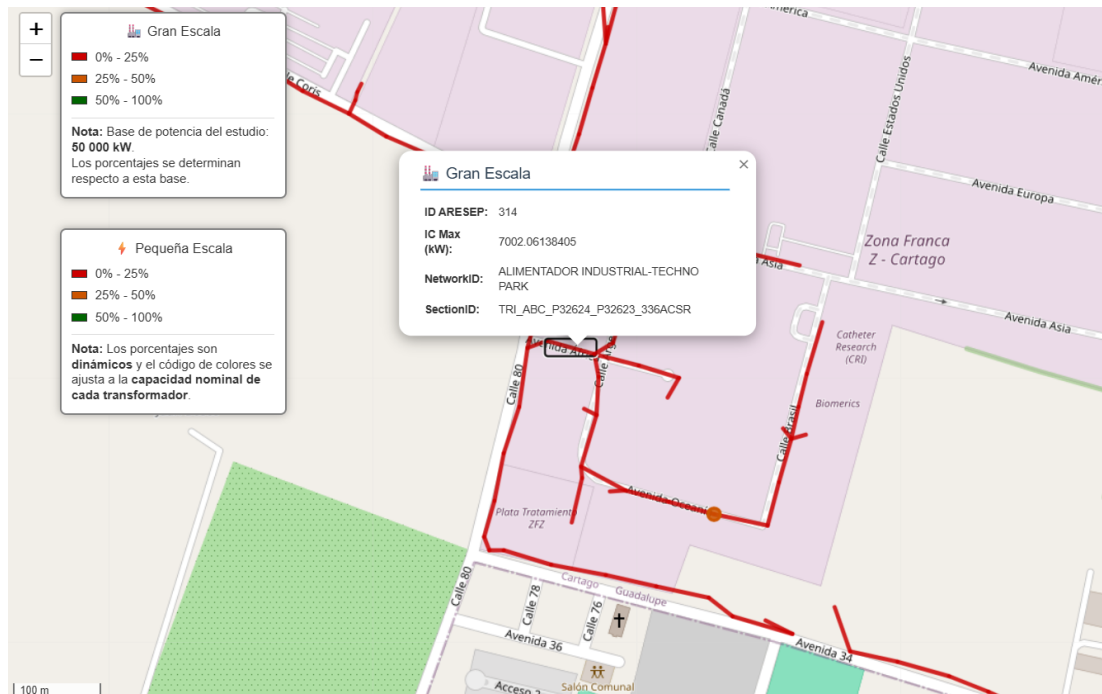 +
−
Gran Escala
0% - 25%
25% - 50%
50% - 100%
Nota: Base de potencia del estudio:
50 000 kW.
Los porcentajes se determinan
respecto a esta base.
Pequeña Escala
0% - 25%
25% - 50%
50% - 100%
Nota: Los porcentajes son
dinámicos y el código de colores se
ajusta a la capacidad nominal de
cada transformador.
Gran Escala
×
ID ARESEP: 314
IC Max
(kW): 7002.06138405
NetworkID: ALIMENTADOR INDUSTRIAL-TECHNO
PARK
SectionID: TRI_ABC_P32624_P32623_336ACSR
Coris
Calle Canadá
Calle Estados Unidos
Avenida Europa
Zona Franca
Z - Cartago
Asia
Avenida Asia
Catheter
Research
(CRI)
Biomerics
Calle 80
Calle Brasil
Avenida Oceaní
Plata Tratamiento
ZFZ
Cartago
Guadalupe
Calle 80
Calle 78
Calle 76
Avenida 36
Avenida 34
Salón Comunal
100 m